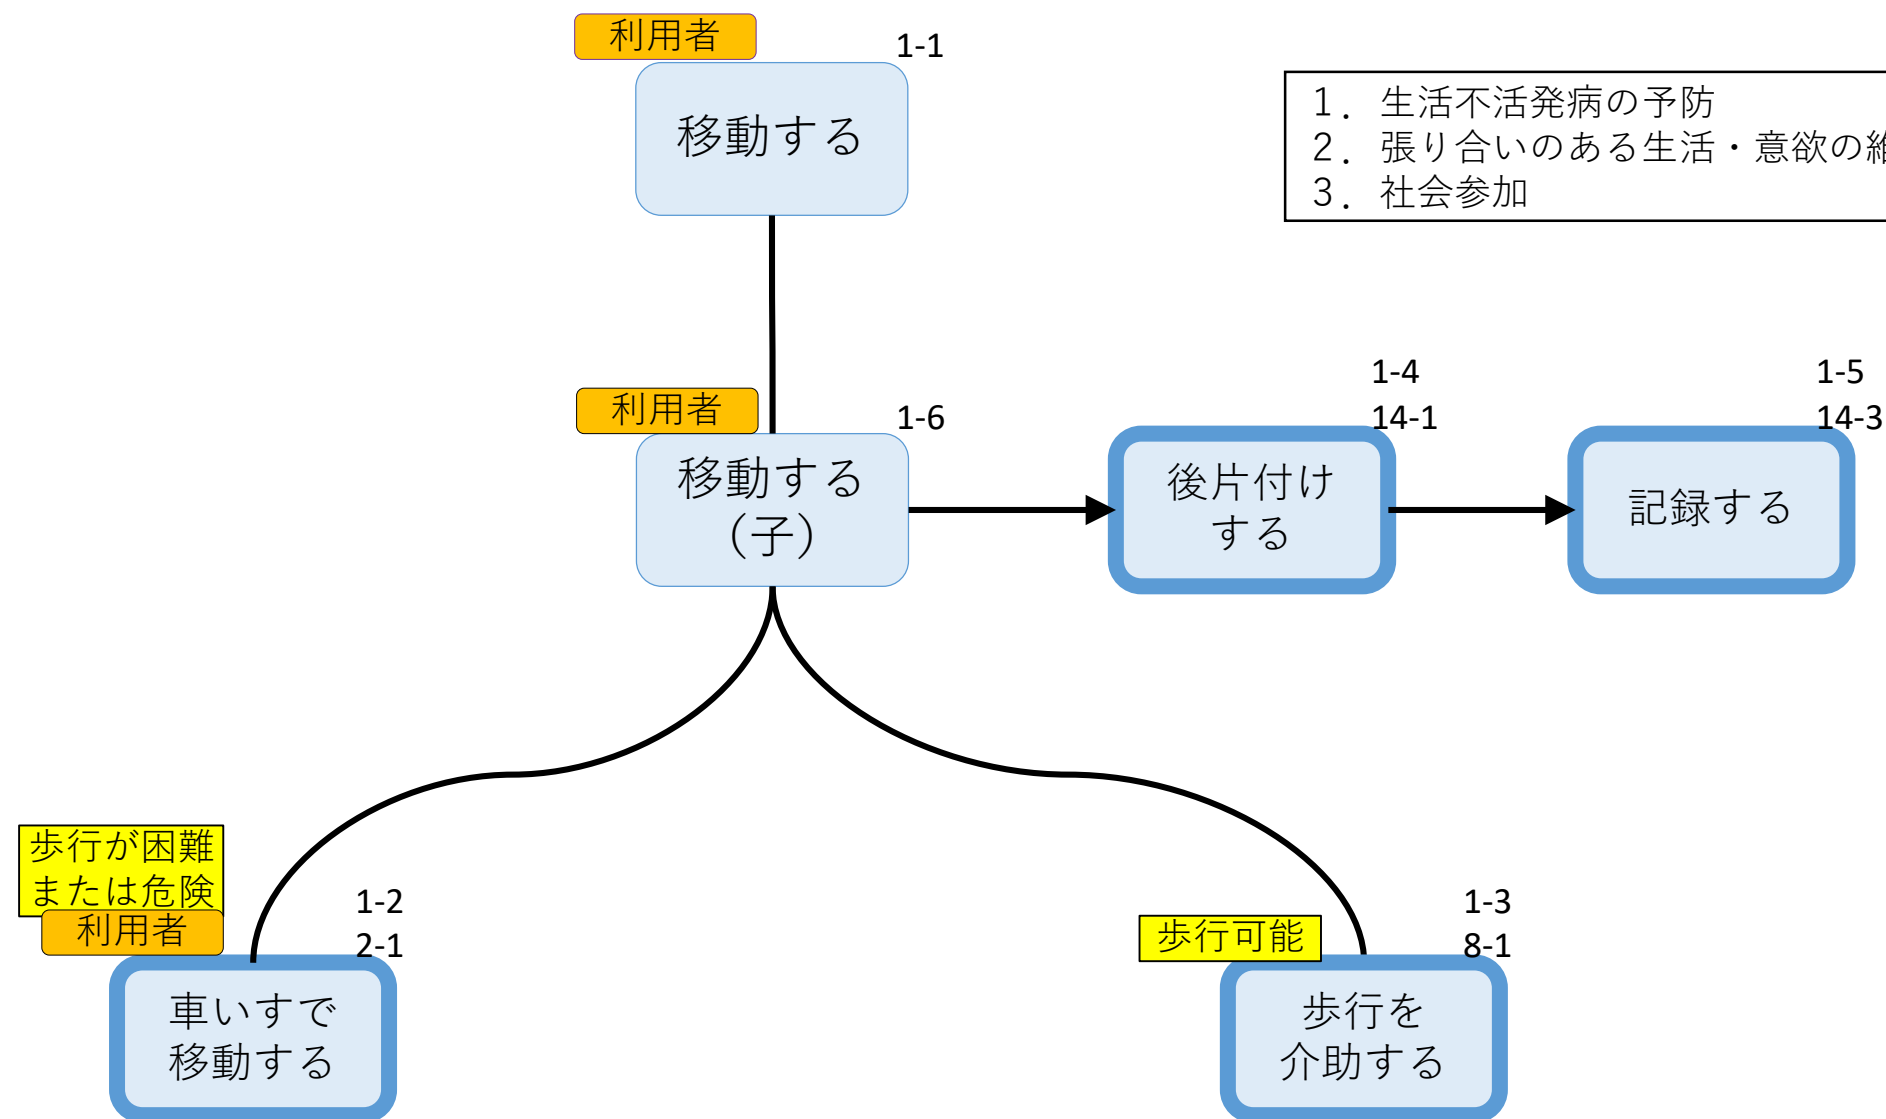 利用者
1-1
移動する
1. 生活不活発病の予防
2. 張り合いのある生活・意欲の維
3. 社会参加
利用者
1-6
移動する
(子)
1-4
14-1
後片付け
する
1-5
14-3
記録する
歩行が困難
または危険
利用者
1-2
2-1
車いすで
移動する
歩行可能
1-3
8-1
歩行を
介助する